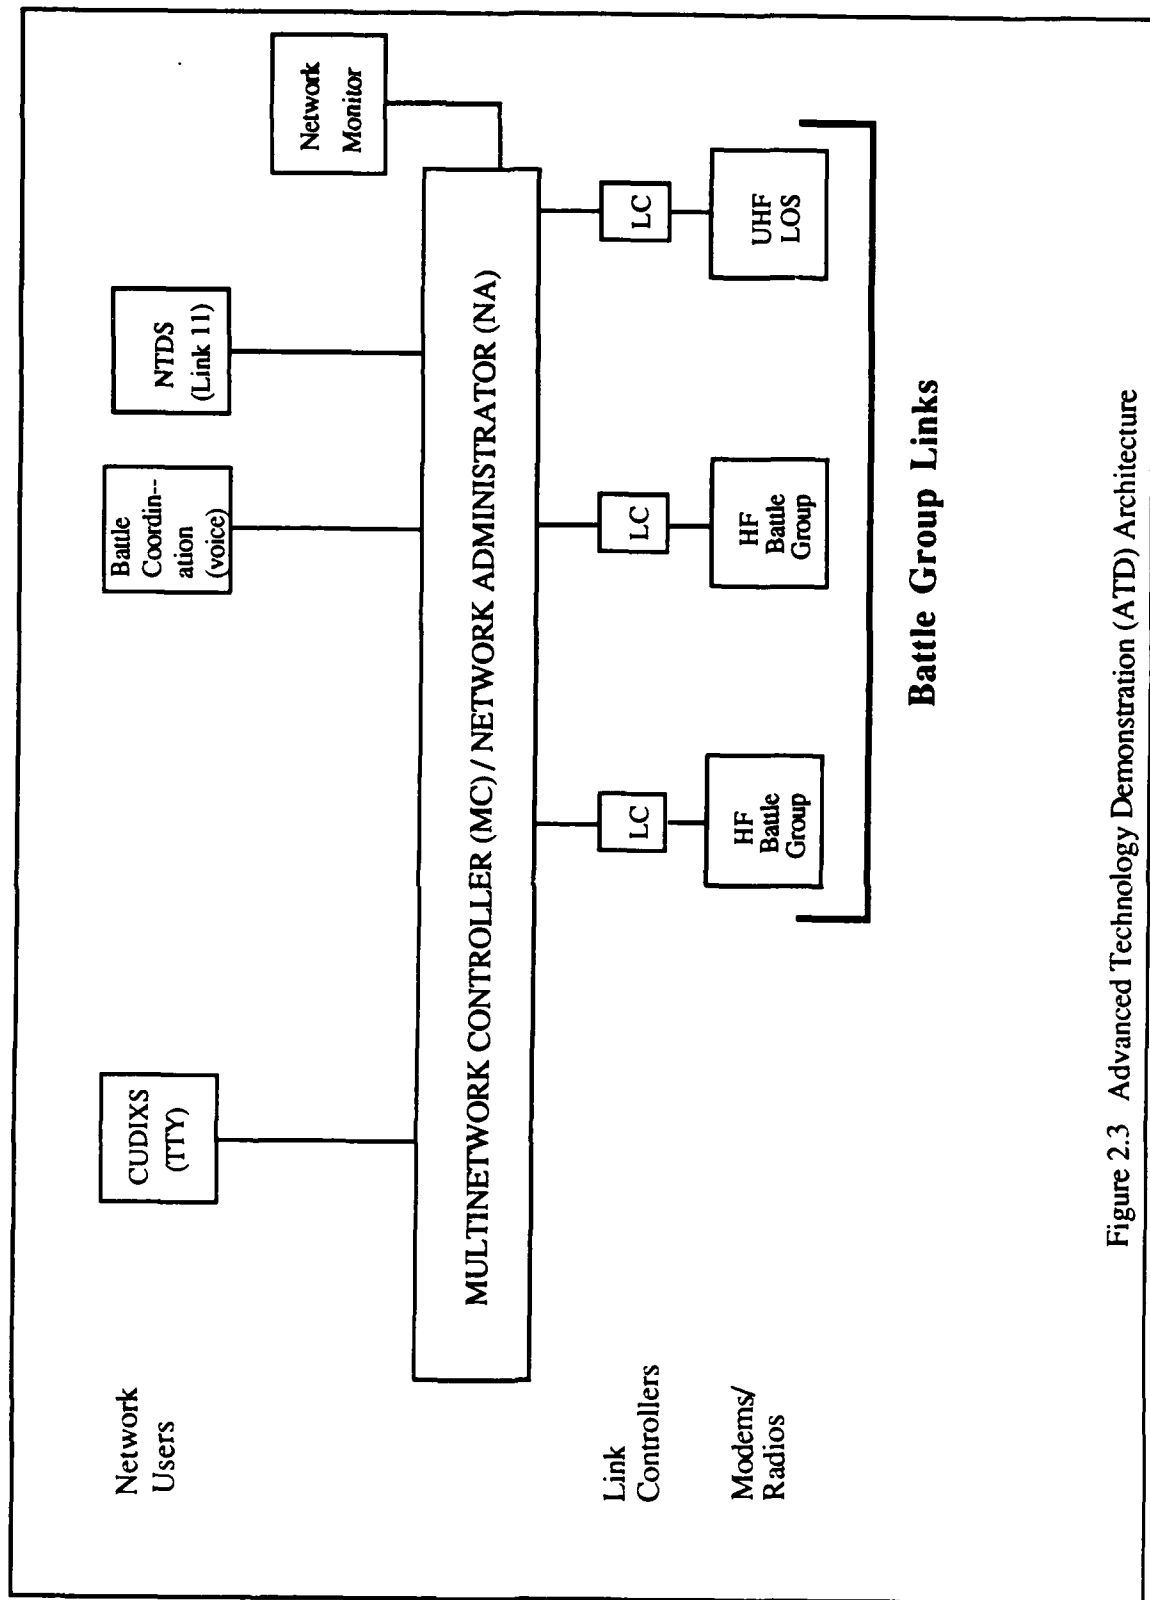 Network
Users
CUDIXS
(TTY)
Battle
Coordin--
ation
(voice)
NTDS
(Link 11)
Network
Monitor
MULTINETWORK CONTROLLER (MC) / NETWORK ADMINISTRATOR (NA)
Link
Controllers
LC
LC
LC
Modems/
Radios
HF
Battle
Group
HF
Battle
Group
UHF
LOS
Battle Group Links
Figure 2.3 Advanced Technology Demonstration (ATD) Architecture